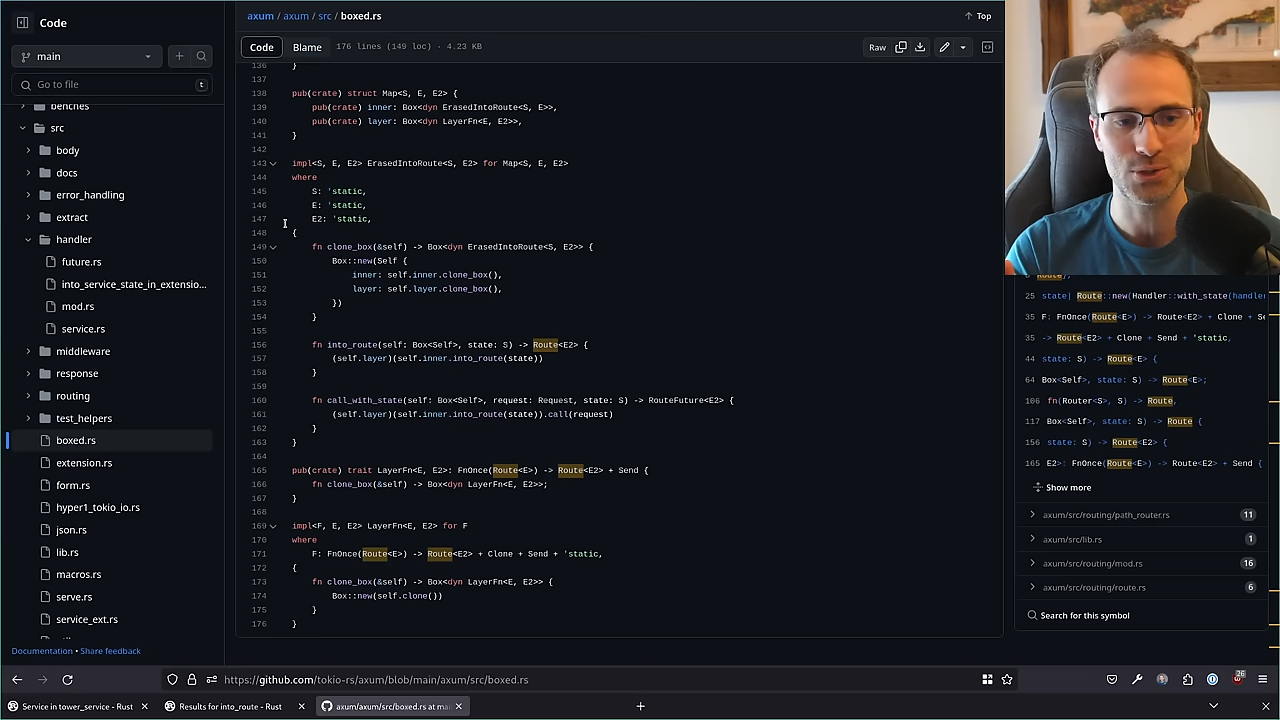 Code
main
Go to file
t
benches
src
body
docs
error_handling
extract
handler
future.rs
into_service_state_in_extensio...
mod.rs
service.rs
middleware
response
routing
test_helpers
boxed.rs
extension.rs
form.rs
hyper1_tokio_io.rs
json.rs
lib.rs
macros.rs
serve.rs
service_ext.rs
Documentation • Share feedback
axum / axum / src / boxed.rs
Top
Code Blame 176 lines (149 loc) · 4.23 KB
Raw
136 }
137
138 pub(crate) struct Map<S, E, E2> {
139 pub(crate) inner: Box<dyn ErasedIntoRoute<S, E>>,
140 pub(crate) layer: Box<dyn LayerFn<E, E2>>,
141 }
142
143 impl<S, E, E2> ErasedIntoRoute<S, E2> for Map<S, E, E2>
144 where
145 S: 'static,
146 E: 'static,
147 E2: 'static,
148 {
149 fn clone_box(&self) -> Box<dyn ErasedIntoRoute<S, E2>> {
150 Box::new(Self {
151 inner: self.inner.clone_box(),
152 layer: self.layer.clone_box(),
153 })
154 }
155
156 fn into_route(self: Box<Self>, state: S) -> Route<E2> {
157 (self.layer)(self.inner.into_route(state))
158 }
159
160 fn call_with_state(self: Box<Self>, request: Request, state: S) -> RouteFuture<E2> {
161 (self.layer)(self.inner.into_route(state)).call(request)
162 }
163 }
164
165 pub(crate) trait LayerFn<E, E2>: FnOnce(Route<E>) -> Route<E2> + Send {
166 fn clone_box(&self) -> Box<dyn LayerFn<E, E2>>;
167 }
168
169 impl<F, E, E2> LayerFn<E, E2> for F
170 where
171 F: FnOnce(Route<E>) -> Route<E2> + Clone + Send + 'static,
172 {
173 fn clone_box(&self) -> Box<dyn LayerFn<E, E2>> {
174 Box::new(self.clone())
175 }
176 }
Route};
25 state| Route::new(Handler::with_state(handler
35 F: FnOnce(Route<E>) -> Route<E2> + Clone + Se
35 -> Route<E2> + Clone + Send + 'static,
44 state: S) -> Route<E> {
64 Box<Self>, state: S) -> Route<E>;
106 fn(Router<S>, S) -> Route,
117 Box<Self>, state: S) -> Route {
156 state: S) -> Route<E2> {
165 E2>: FnOnce(Route<E>) -> Route<E2> + Send {
Show more
axum/src/routing/path_router.rs 11
axum/src/lib.rs 1
axum/src/routing/mod.rs 16
axum/src/routing/route.rs 6
Search for this symbol
https://github.com/tokio-rs/axum/blob/main/axum/src/boxed.rs
26
Service in tower_service - Rust
Results for into_route - Rust
axum/axum/src/boxed.rs at ma